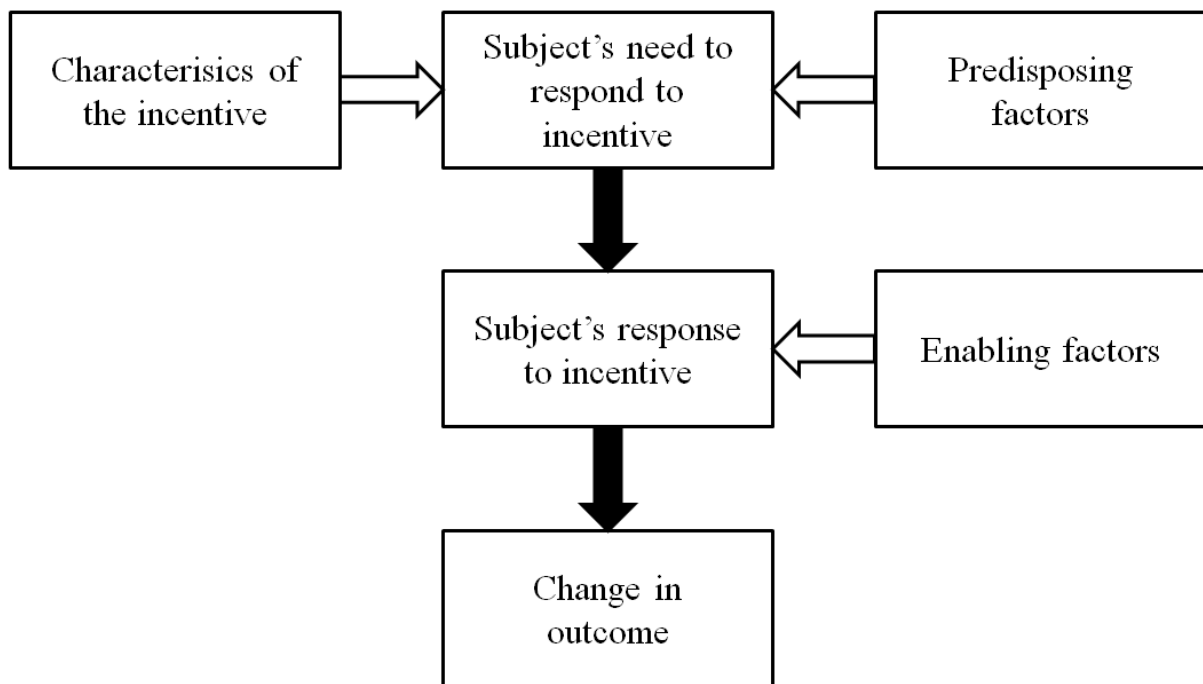 Characterisics of
the incentive
Subject’s need to
respond to
incentive
Predisposing
factors
Subject’s response
to incentive
Enabling factors
Change in
outcome